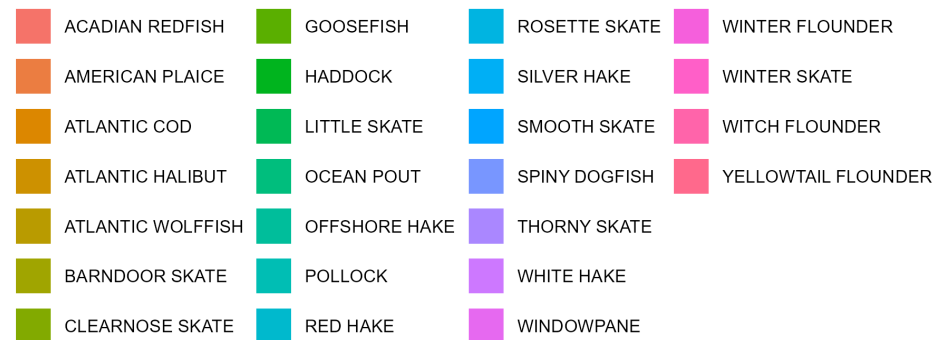 ACADIAN REDFISH
AMERICAN PLAICE
ATLANTIC COD
ATLANTIC HALIBUT
ATLANTIC WOLFFISH
BARNDOOR SKATE
CLEARNOSE SKATE
GOOSEFISH
HADDOCK
LITTLE SKATE
OCEAN POUT
OFFSHORE HAKE
POLLOCK
RED HAKE
ROSETTE SKATE
SILVER HAKE
SMOOTH SKATE
SPINY DOGFISH
THORNY SKATE
WHITE HAKE
WINDOWPANE
WINTER FLOUNDER
WINTER SKATE
WITCH FLOUNDER
YELLOWTAIL FLOUNDER